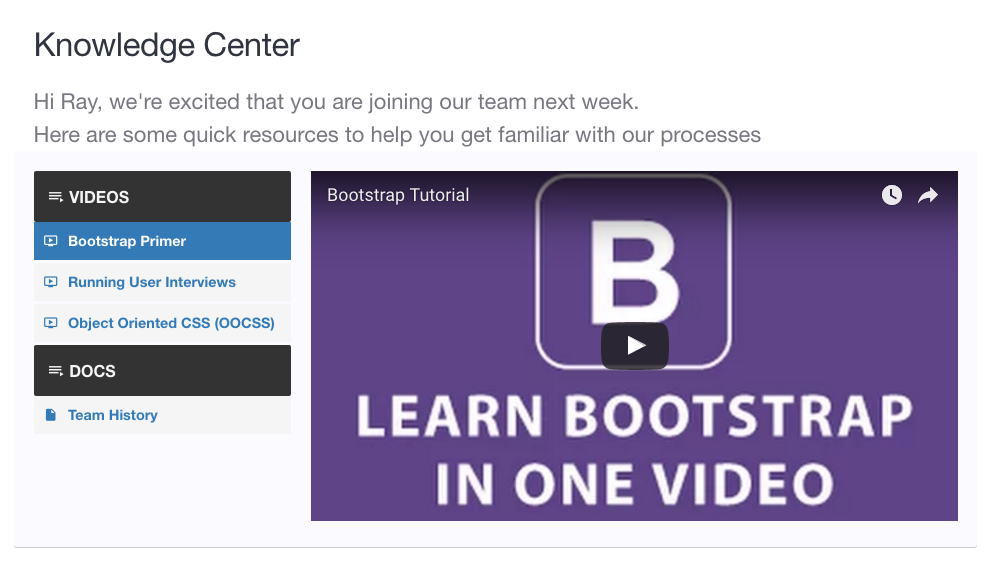 Knowledge Center
Hi Ray, we're excited that you are joining our team next week.
Here are some quick resources to help you get familiar with our processes
VIDEOS
Bootstrap Primer
Running User Interviews
Object Oriented CSS (OOCSS)
DOCS
Team History
Bootstrap Tutorial
B
LEARN BOOTSTRAP
IN ONE VIDEO